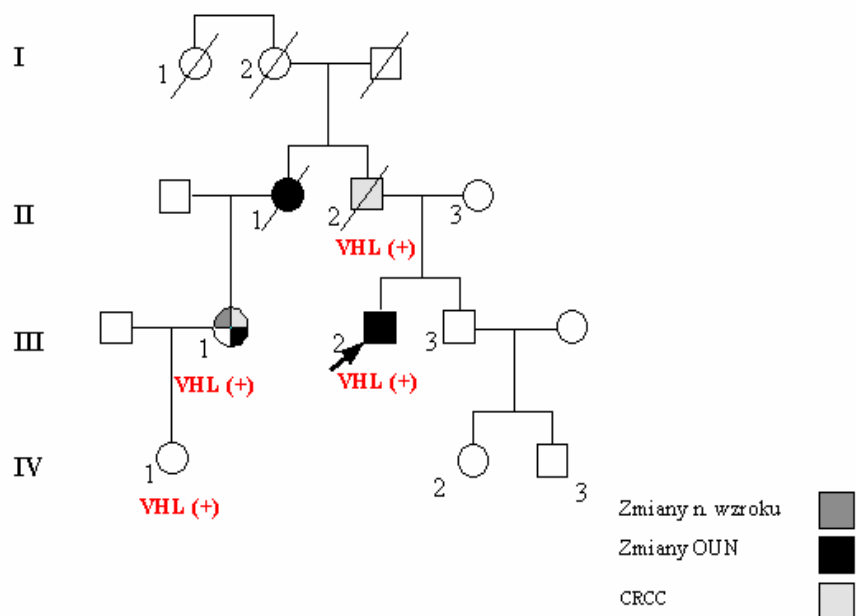 I
1 2
II
1 2 3
VHL (+)
III
1 2 3
VHL (+) VHL (+)
IV
1 2 3
VHL (+)
Zmiany n. wzroku
Zmiany OUN
CRCC